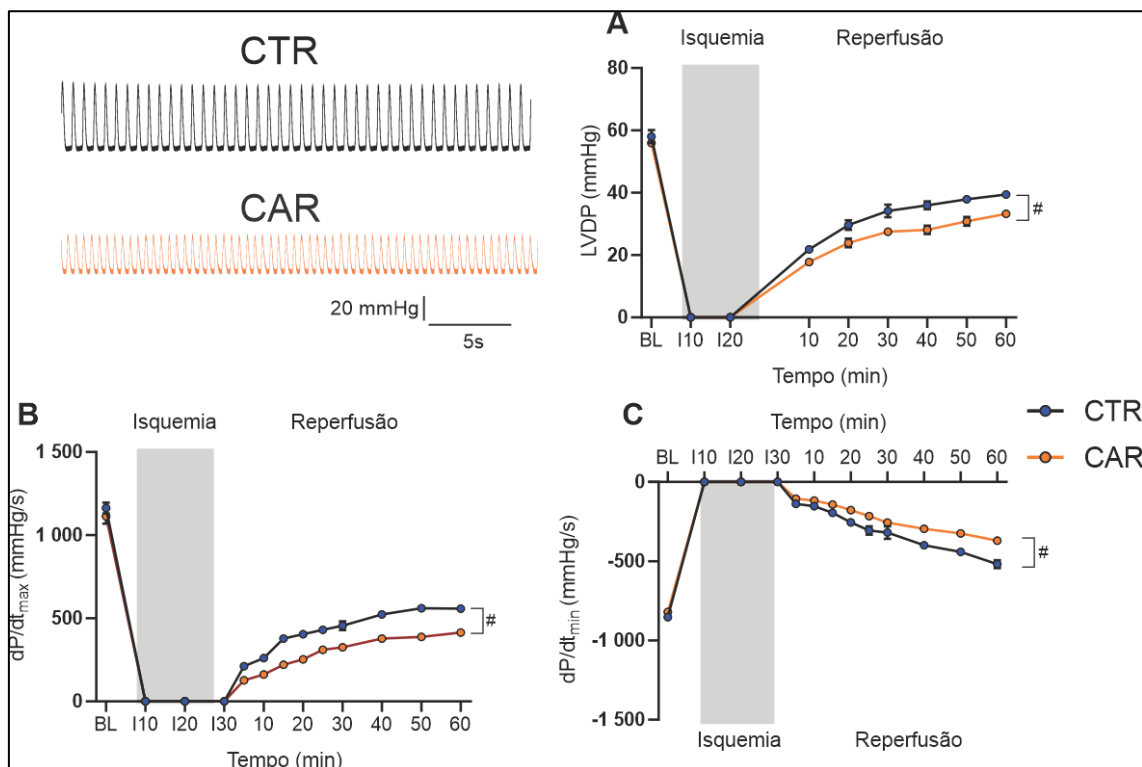 CTR
CAR
20 mmHg
5s
A
Isquemia Reperfusão
80
60
40
20
0
LVDP (mmHg)
#
BL I10 I20 10 20 30 40 50 60
Tempo (min)
B
Isquemia Reperfusão
1 500
1 000
500
0
dP/dtmax (mmHg/s)
#
BL I10 I20 I30 10 20 30 40 50 60
Tempo (min)
C
Tempo (min)
BL I10 I20 I30 10 20 30 40 50 60
0
-500
-1 000
-1 500
dP/dtmin (mmHg/s)
#
Isquemia Reperfusão
CTR
CAR